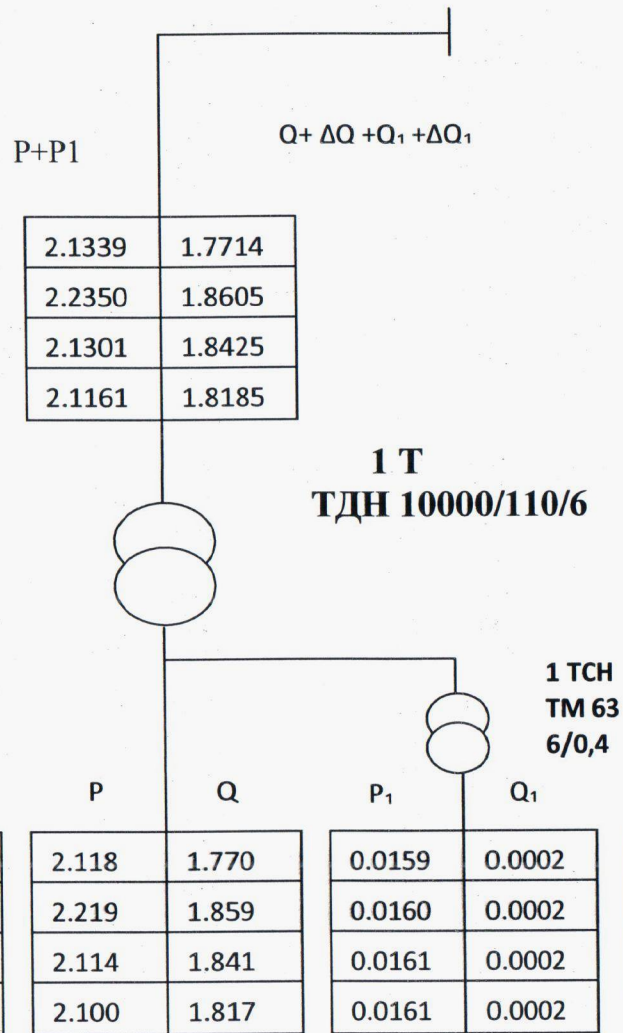 P+P1
Q+ ΔQ +Q₁ +ΔQ₁
2.1339 1.7714
2.2350 1.8605
2.1301 1.8425
2.1161 1.8185
1 Т
ТДН 10000/110/6
1 ТСН
ТМ 63
6/0,4
P Q P₁ Q₁
2.118 1.770 0.0159 0.0002
2.219 1.859 0.0160 0.0002
2.114 1.841 0.0161 0.0002
2.100 1.817 0.0161 0.0002